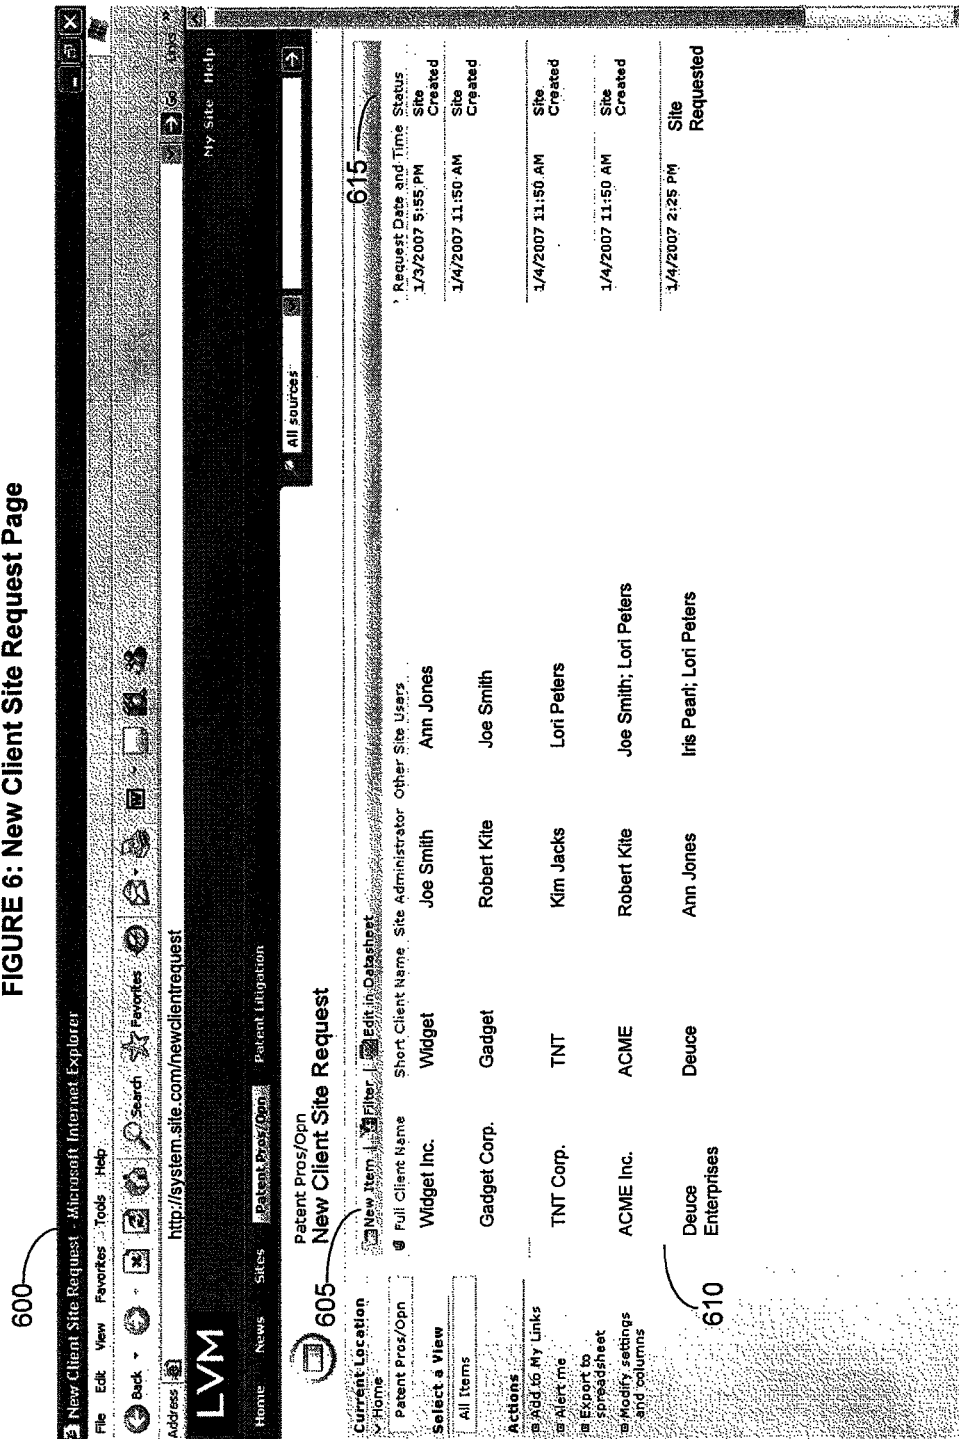 FIGURE 6: New Client Site Request Page
600
New Client Site Request - Microsoft Internet Explorer
File Edit View Favorites Tools Help
Back Search Favorites
Address http://system.site.com/newclientrequest Go Links
LVM My Site Help
Home News Sites Patent Pros/Opn Patent Litigation
All sources
Patent Pros/Opn
New Client Site Request
605
615
Current Location
Home
Patent Pros/Opn
Select a View
All Items
Actions
Add to My Links
Alert me
Export to
spreadsheet
Modify settings
and columns
New Item Filter Edit in Datasheet
Full Client Name Short Client Name Site Administrator Other Site Users Request Date and Time Status
Widget Inc. Widget Joe Smith Ann Jones 1/3/2007 5:55 PM Site
Created
Gadget Corp. Gadget Robert Kite Joe Smith 1/4/2007 11:50 AM Site
Created
TNT Corp. TNT Kim Jacks Lori Peters 1/4/2007 11:50 AM Site
Created
ACME Inc. ACME Robert Kite Joe Smith; Lori Peters 1/4/2007 11:50 AM Site
Created
Deuce Deuce Ann Jones Iris Pearl; Lori Peters 1/4/2007 2:25 PM Site
Enterprises Requested
610